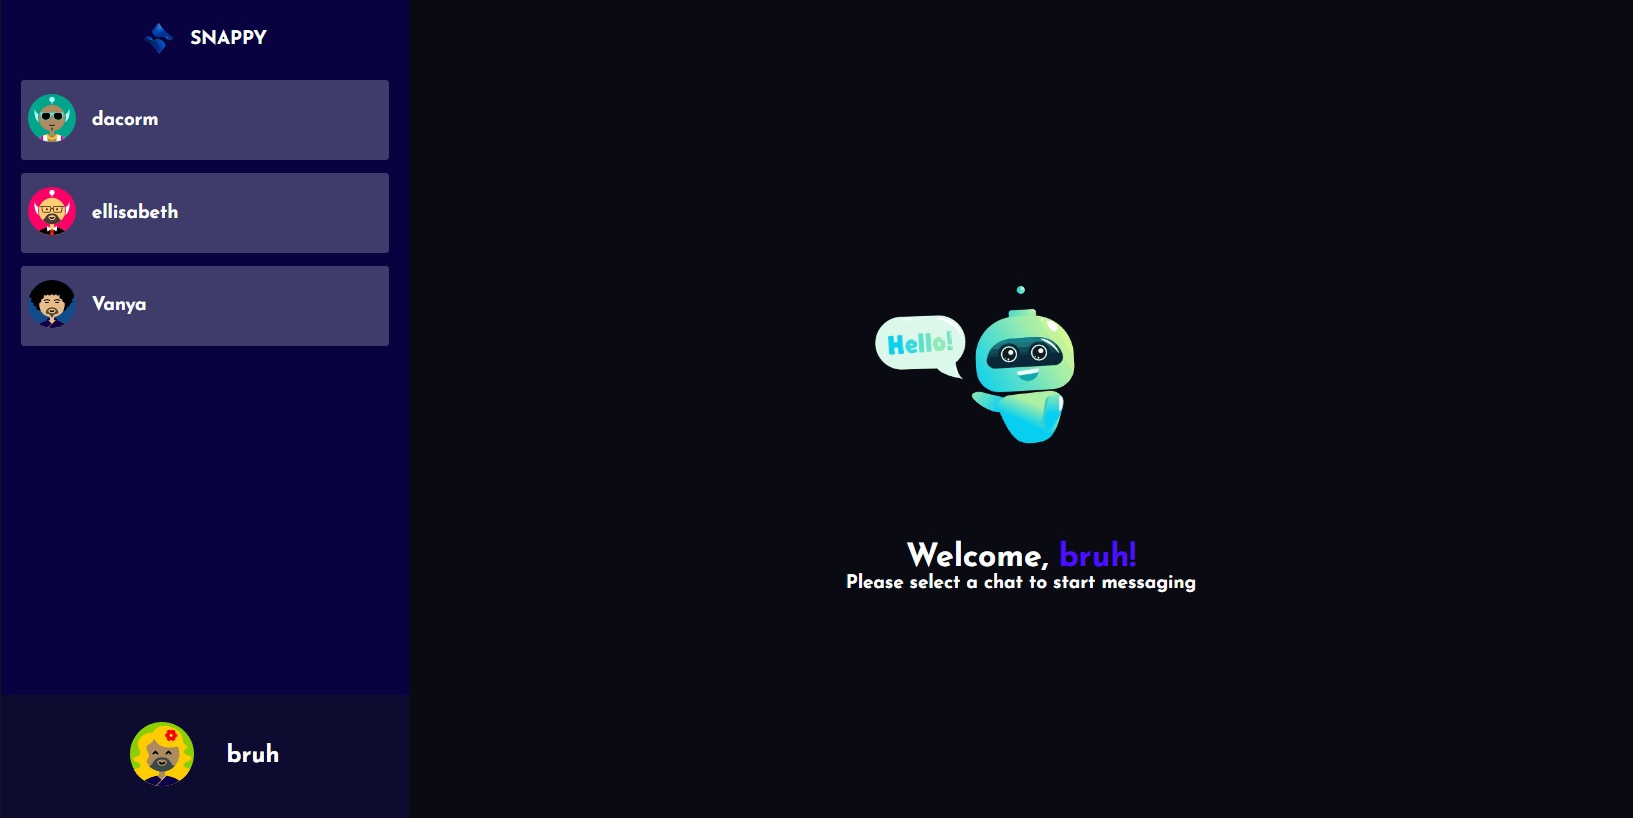 SNAPPY
dacorm
ellisabeth
Vanya
bruh
Hello!
Welcome, bruh!
Please select a chat to start messaging